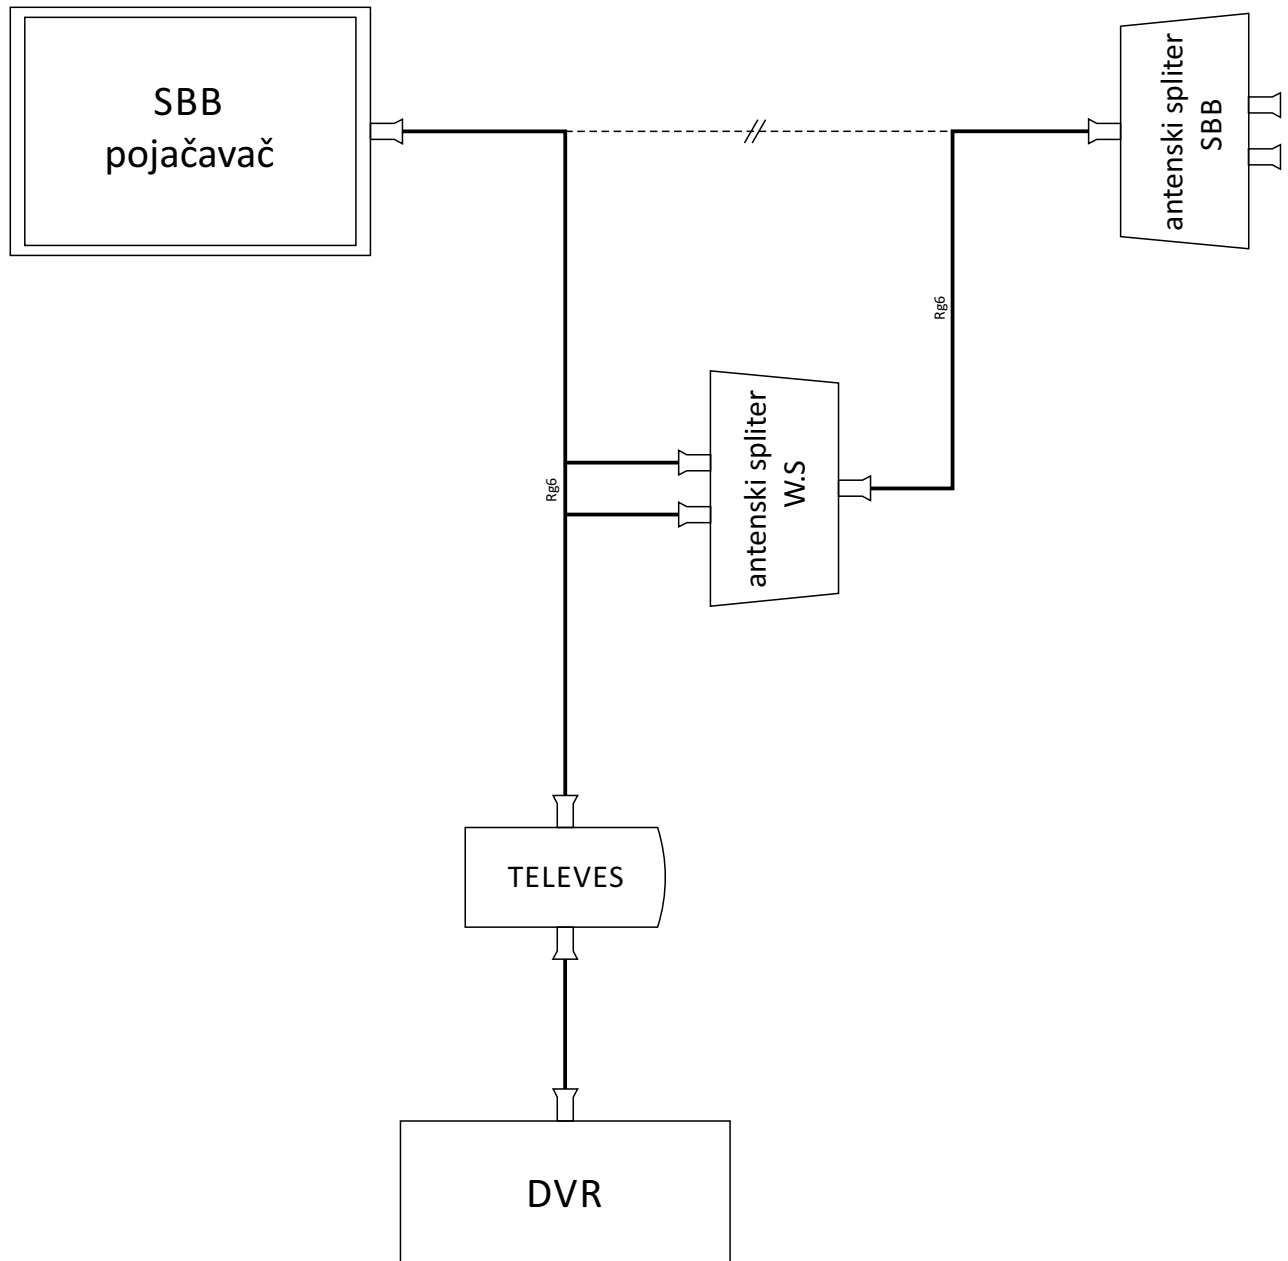 SBB
pojačavač
antenski spliter
SBB
Rg6
antenski spliter
W.S
Rg6
TELEVES
DVR